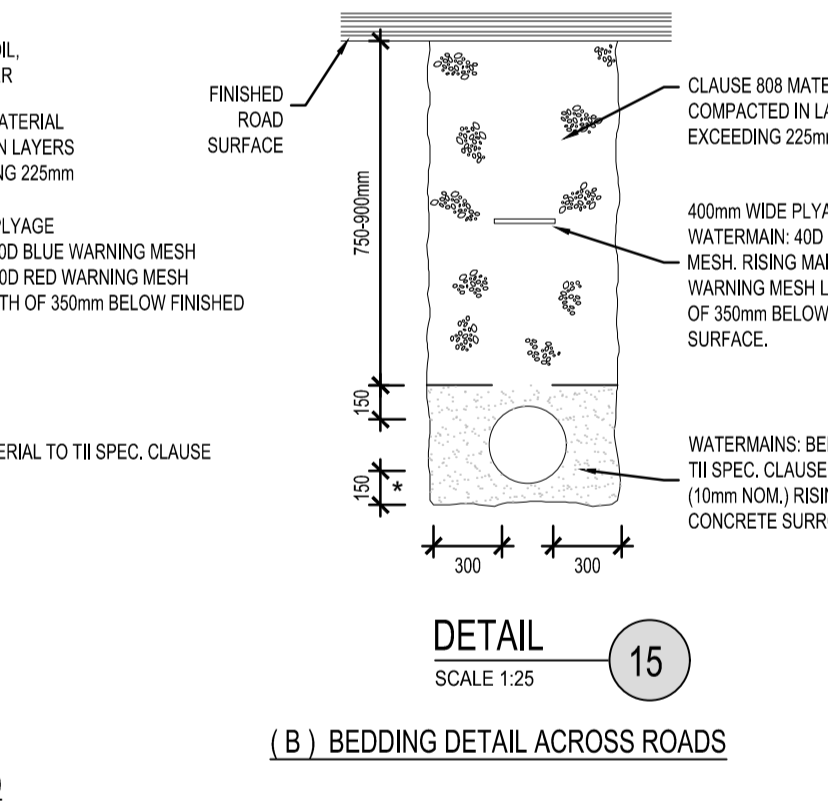 FINISHED
ROAD
SURFACE
ATERIAL
N LAYERS
NG 225mm
PLYAGE
0D BLUE WARNING MESH
0D RED WARNING MESH
TH OF 350mm BELOW FINISHED
ERIAL TO TII SPEC. CLAUSE
750-900mm
150
150
*
300
300
CLAUSE 808 MATE
COMPACTED IN LA
EXCEEDING 225m
400mm WIDE PLYA
WATERMAIN: 40D
MESH. RISING MAI
WARNING MESH L
OF 350mm BELOW
SURFACE.
WATERMAINS: BE
TII SPEC. CLAUSE
(10mm NOM.) RISI
CONCRETE SURR
DETAIL
SCALE 1:25
15
( B ) BEDDING DETAIL ACROSS ROADS